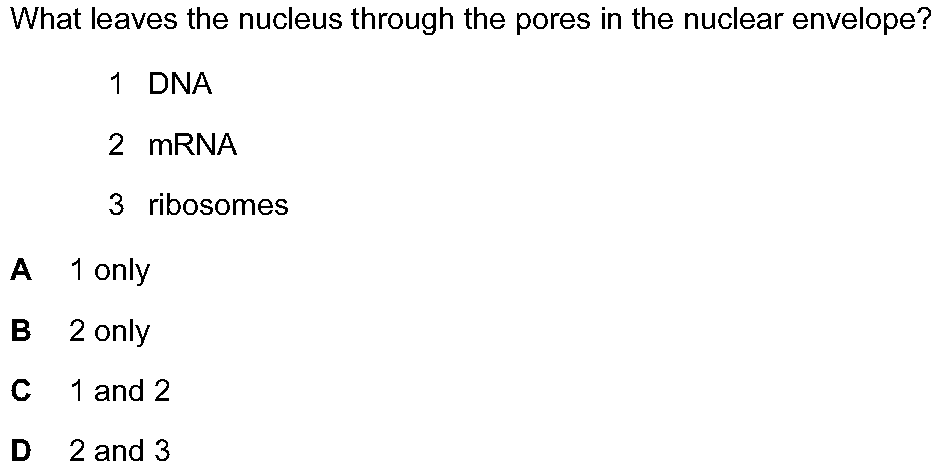 What leaves the nucleus through the pores in the nuclear envelope?
1 DNA
2 mRNA
3 ribosomes
A 1 only
B 2 only
C 1 and 2
D 2 and 3